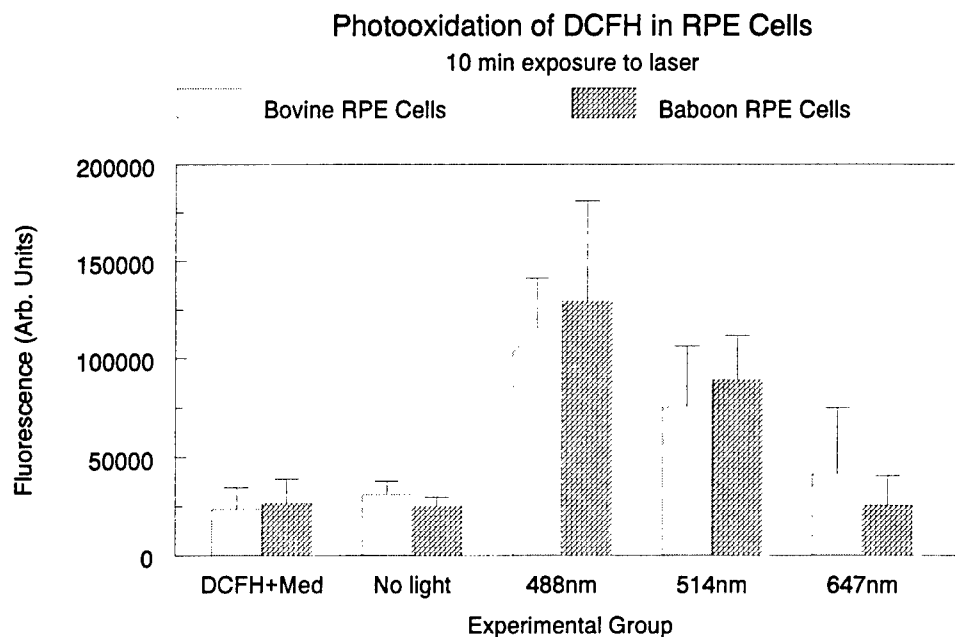 Photooxidation of DCFH in RPE Cells
10 min exposure to laser
Bovine RPE Cells
Baboon RPE Cells
200000
150000
100000
50000
0
Fluorescence (Arb. Units)
DCFH+Med No light 488nm 514nm 647nm
Experimental Group